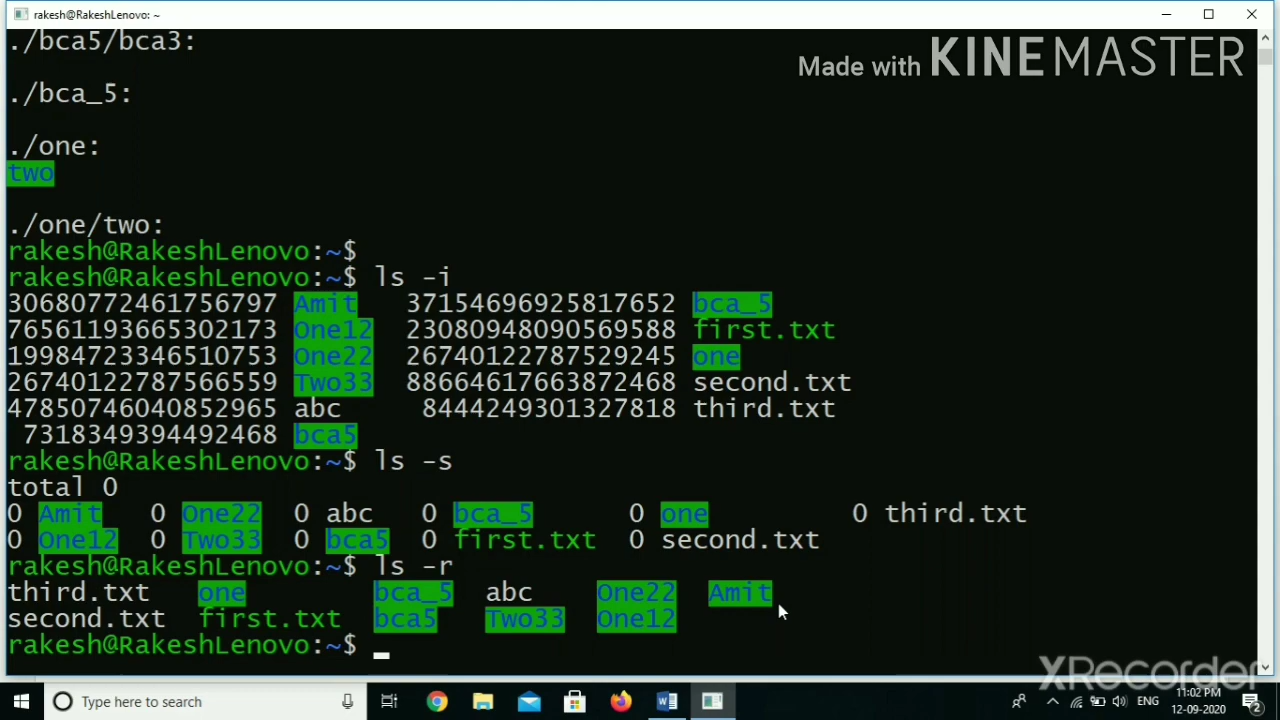 rakesh@RakeshLenovo: ~
./bca5/bca3:
Made with KINEMASTER
./bca_5:
./one:
two
./one/two:
rakesh@RakeshLenovo:~$
rakesh@RakeshLenovo:~$ ls -i
30680772461756797 Amit 37154696925817652 bca_5
76561193665302173 One12 23080948090569588 first.txt
19984723346510753 One22 26740122787529245 one
26740122787566559 Two33 88664617663872468 second.txt
47850746040852965 abc 8444249301327818 third.txt
7318349394492468 bca5
rakesh@RakeshLenovo:~$ ls -s
total 0
0 Amit 0 One22 0 abc 0 bca_5 0 one 0 third.txt
0 One12 0 Two33 0 bca5 0 first.txt 0 second.txt
rakesh@RakeshLenovo:~$ ls -r
third.txt one bca_5 abc One22 Amit
second.txt first.txt bca5 Two33 One12
rakesh@RakeshLenovo:~$
XRecorder
Type here to search
ENG
11:02 PM
12-09-2020
2